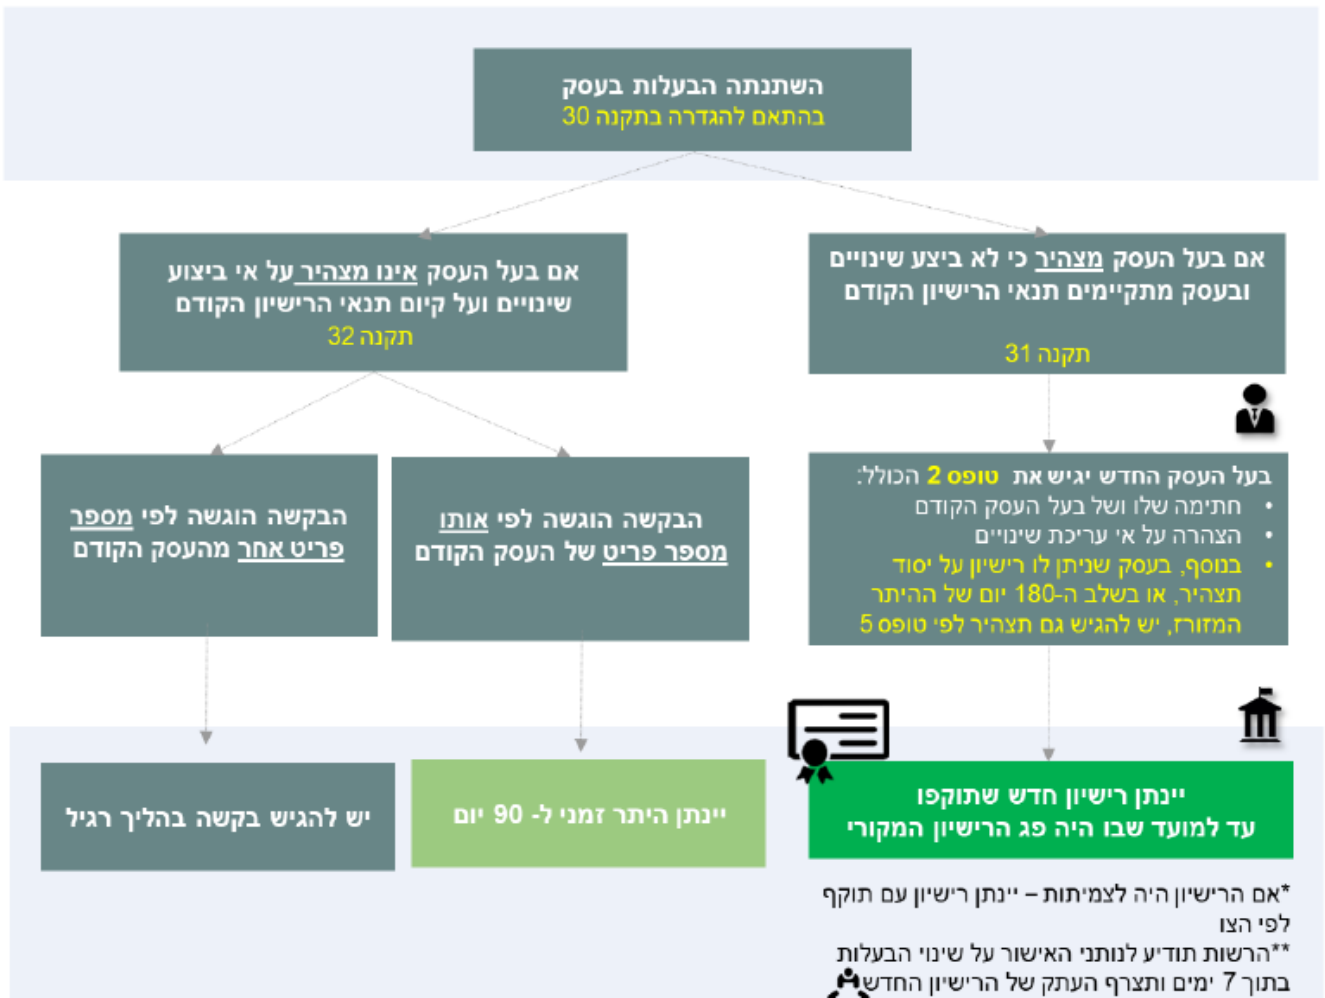 השתנתה הבעלות בעסק
בהתאם להגדרה בתקנה 30
אם בעל העסק מצהיר כי לא ביצע שינויים
ובעסק מתקיימים תנאי הרישיון הקודם
תקנה 31
אם בעל העסק אינו מצהיר על אי ביצוע
שינויים ועל קיום תנאי הרישיון הקודם
תקנה 32
בעל העסק החדש יגיש את טופס 2 הכולל:
• חתימה שלו ושל בעל העסק הקודם
• הצהרה על אי עריכת שינויים
• בנוסף, בעסק שניתן לו רישיון על יסוד
תצהיר, או בשלב ה-180 יום של ההיתר
המזורז, יש להגיש גם תצהיר לפי טופס 5
הבקשה הוגשה לפי אותו
מספר פריט של העסק הקודם
הבקשה הוגשה לפי מספר
פריט אחר מהעסק הקודם
יינתן רישיון חדש שתוקפו
עד למועד שבו היה פג הרישיון המקורי
יינתן היתר זמני ל- 90 יום
יש להגיש בקשה בהליך רגיל
*אם הרישיון היה לצמיתות – יינתן רישיון עם תוקף
לפי הצו
**הרשות תודיע לנותני האישור על שינוי הבעלות
בתוך 7 ימים ותצרף העתק של הרישיון החדש